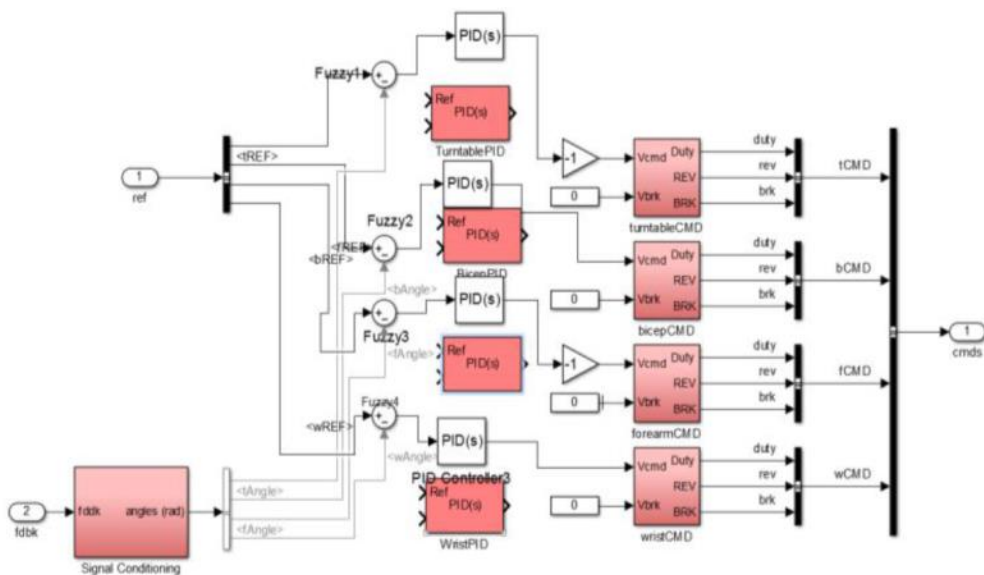 PID(s)
Fuzzy1
Ref
PID(s)
TurntablePID
<tREF>
1
ref
-1
Vcmd
Duty
REV
Vbrk
BRK
0
turntableCMD
duty
rev
brk
tCMD
PID(s)
Fuzzy2
PID(s)
<bREF>
BicepPID
<bAngle>
Vcmd
Duty
REV
Vbrk
BRK
0
bicepCMD
duty
rev
brk
bCMD
PID(s)
Fuzzy3
<fAngle>
Ref
PID(s)
-1
Vcmd
Duty
REV
Vbrk
BRK
0
forearmCMD
duty
rev
brk
fCMD
1
cmds
Fuzzy4
<wREF>
PID(s)
<wAngle>
PID Controller3
Ref
PID(s)
WristPID
Vcmd
Duty
REV
Vbrk
BRK
0
wristCMD
duty
rev
brk
wCMD
2
fdbk
fddk
angles (rad)
Signal Conditioning
<tAngle>
<fAngle>